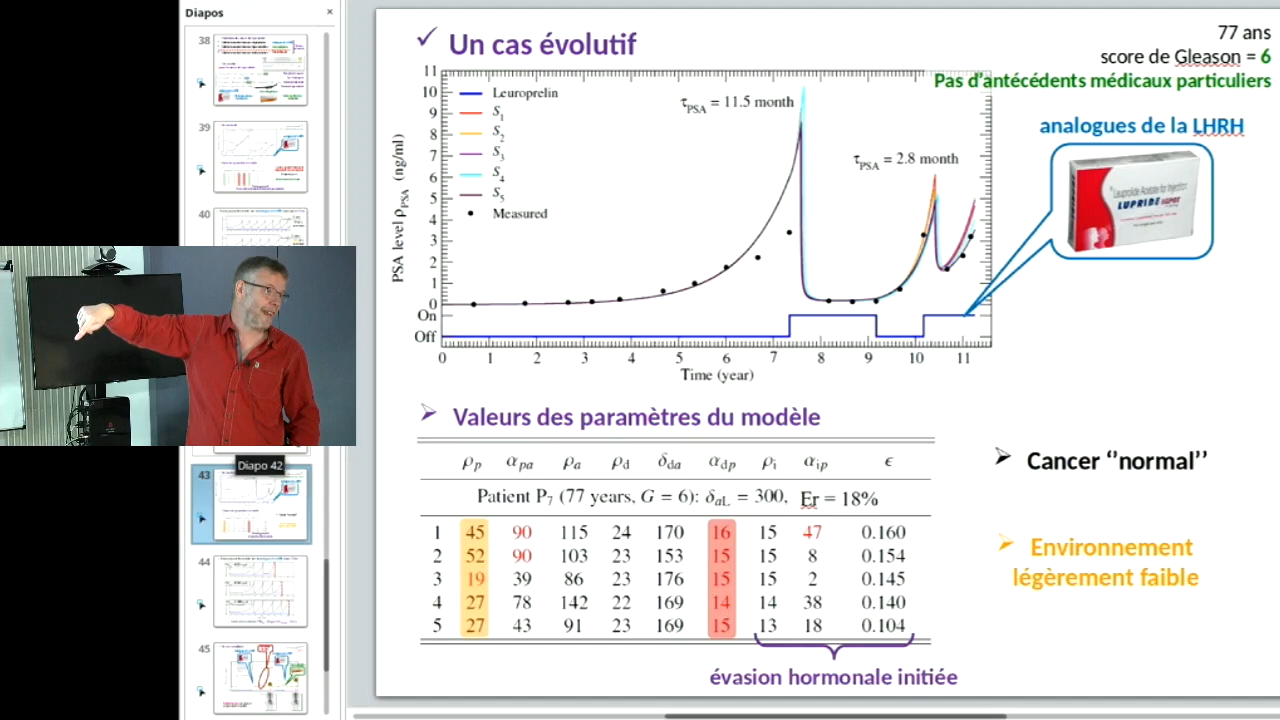 Diapos
×
38
39
40
43
Diapo 42
44
45
✓ Un cas évolutif
77 ans
score de Gleason = 6
Pas d’antécédents médicaux particuliers
analogues de la LHRH
Leuprolide Acetate for Injection
LUPRIDE DEPOT
PSA level ρPSA (ng/ml)
11
10
9
8
7
6
5
4
3
2
1
0
On
Off
Leuroprelin
S1
S2
S3
S4
S5
Measured
τPSA = 11.5 month
τPSA = 2.8 month
0 1 2 3 4 5 6 7 8 9 10 11
Time (year)
➢ Valeurs des paramètres du modèle
ρp αpa ρa ρd δda αdp ρi αip ϵ
Patient P7 (77 years, G = 6): δaL = 300, Er = 18%
1 45 90 115 24 170 16 15 47 0.160
2 52 90 103 23 153 15 15 8 0.154
3 19 39 86 23 176 15 15 2 0.145
4 27 78 142 22 169 14 14 38 0.140
5 27 43 91 23 169 15 13 18 0.104
évasion hormonale initiée
➢ Cancer ‘’normal’’
➢ Environnement
légèrement faible